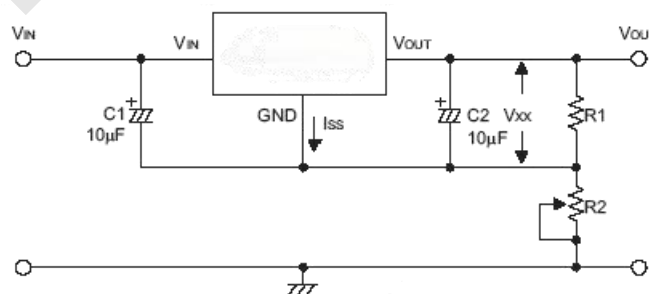 VIN
VIN
VOUT
VOU
C1
10μF
GND
ISS
C2
10μF
VXX
R1
R2